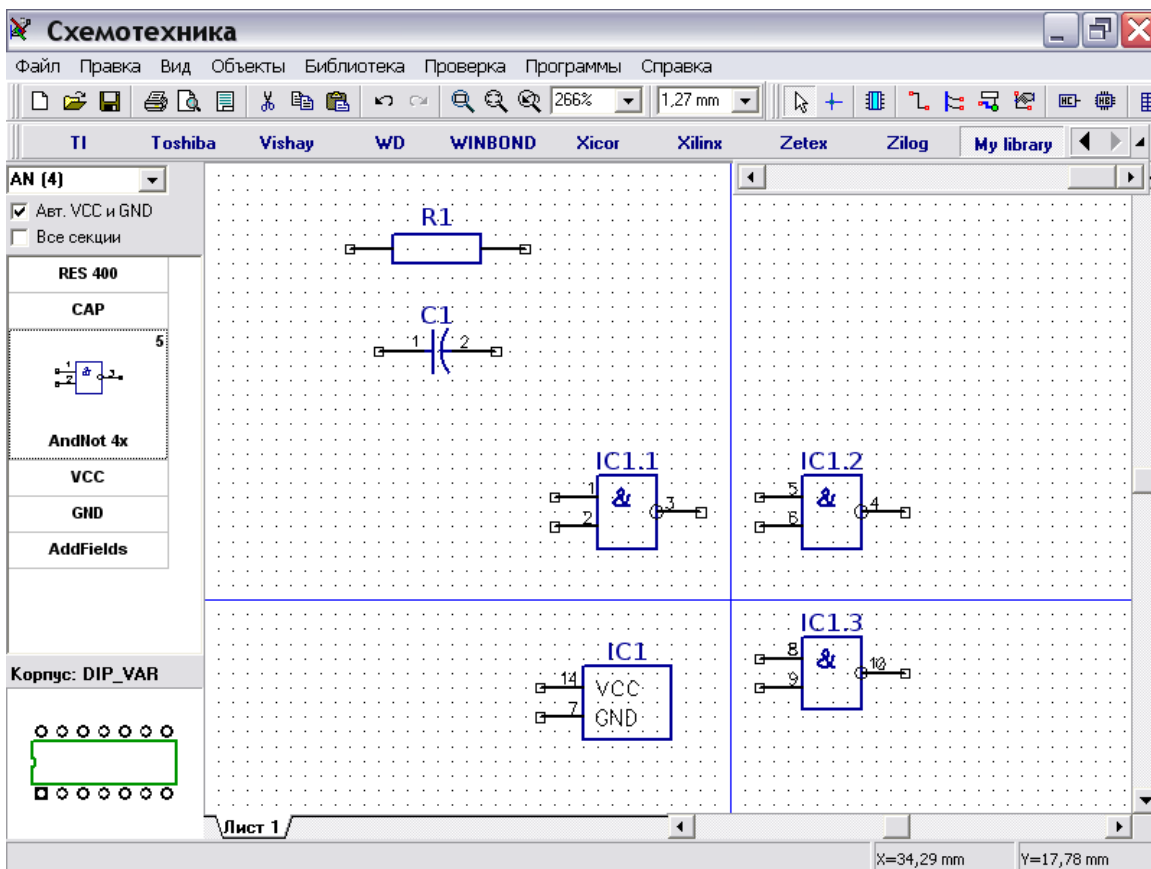 Схемотехника
Файл Правка Вид Объекты Библиотека Проверка Программы Справка
266% 1,27 mm
TI Toshiba Vishay WD WINBOND Xicor Xilinx Zetex Zilog My library
AN (4)
Авт. VCC и GND
Все секции
RES 400
CAP
5
1
2
&
3
AndNot 4x
VCC
GND
AddFields
Корпус: DIP_VAR
R1
C1
1 2
IC1.1
1
2
&
3
IC1.2
5
6
&
4
IC1.3
8
9
&
10
IC1
14 VCC
7 GND
Лист 1
X=34,29 mm Y=17,78 mm